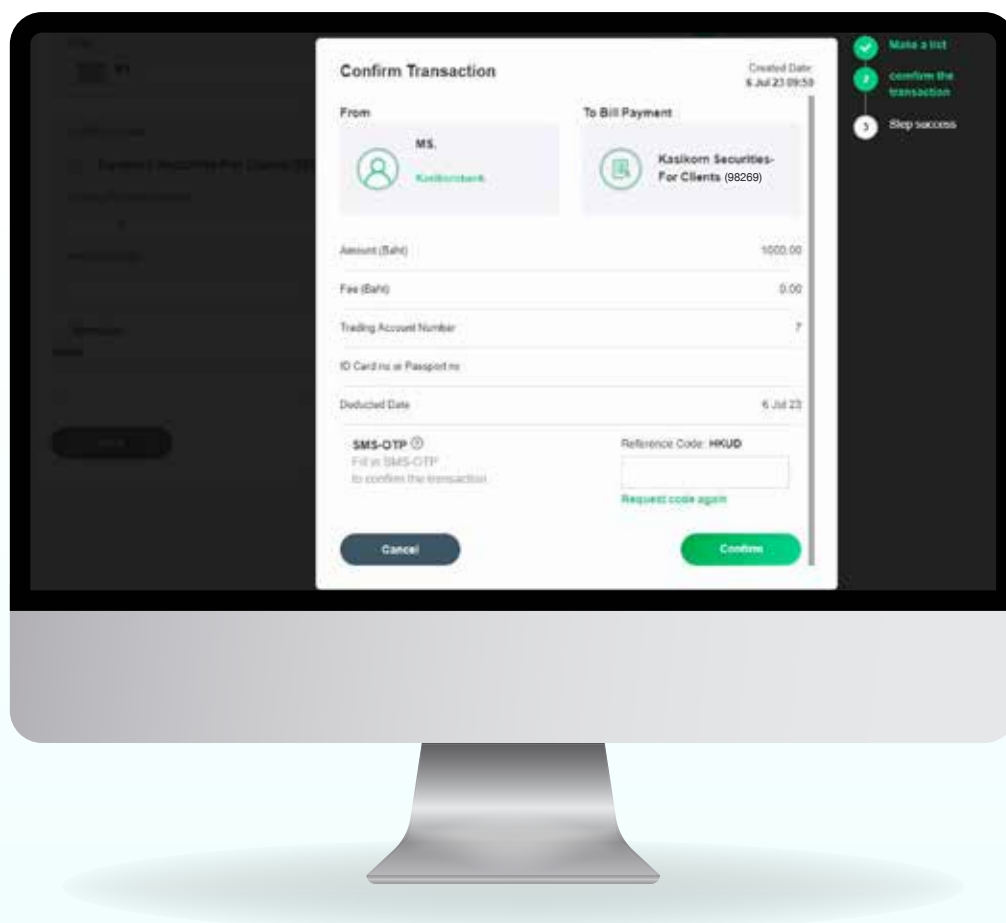 Confirm Transaction
Created Date:
6 Jul 23 09:59
From
To Bill Payment
MS.
Kasikornbank
Kasikorn Securities-
For Clients (98269)
Amount (Baht)
1000.00
Fee (Baht)
0.00
Trading Account Number
7
ID Card no or Passport no
Deducted Date
6 Jul 23
SMS-OTP
Fill in SMS-OTP
to confirm the transaction
Reference Code: HKUD
Request code again
Cancel
Confirm
Make a list
2
comfirm the
transaction
3
Step success